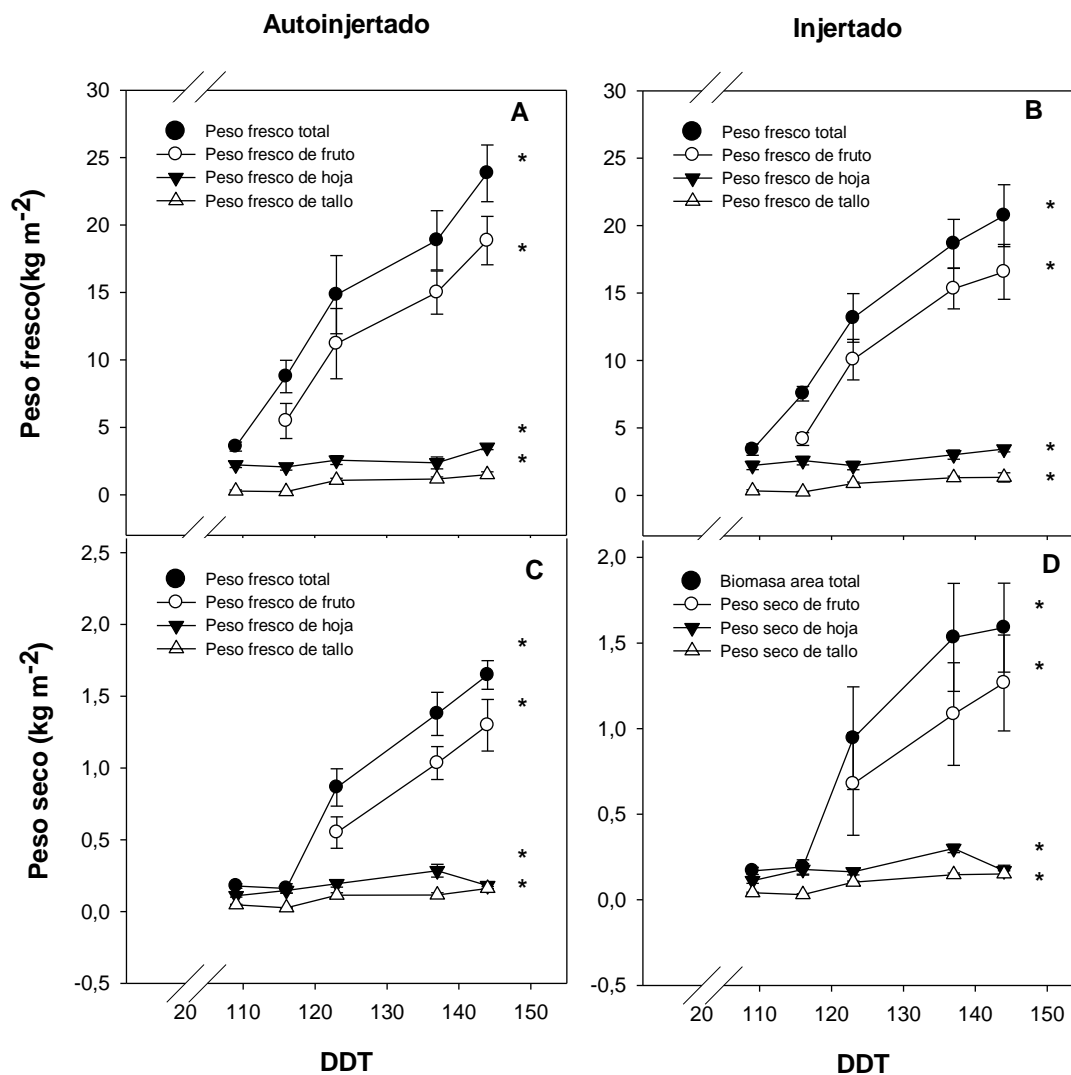 Autoinjertado
Injertado
A
Peso fresco total
Peso fresco de fruto
Peso fresco de hoja
Peso fresco de tallo
*
*
*
*
30
25
20
15
10
5
0
Peso fresco(kg m-2)
B
Peso fresco total
Peso fresco de fruto
Peso fresco de hoja
Peso fresco de tallo
*
*
*
*
30
25
20
15
10
5
0
C
Peso fresco total
Peso fresco de fruto
Peso fresco de hoja
Peso fresco de tallo
*
*
*
*
2,5
2,0
1,5
1,0
0,5
0,0
-0,5
Peso seco (kg m-2)
20 110 120 130 140 150
DDT
D
Biomasa area total
Peso seco de fruto
Peso seco de hoja
Peso seco de tallo
*
*
*
*
2,0
1,5
1,0
0,5
0,0
-0,5
20 110 120 130 140 150
DDT